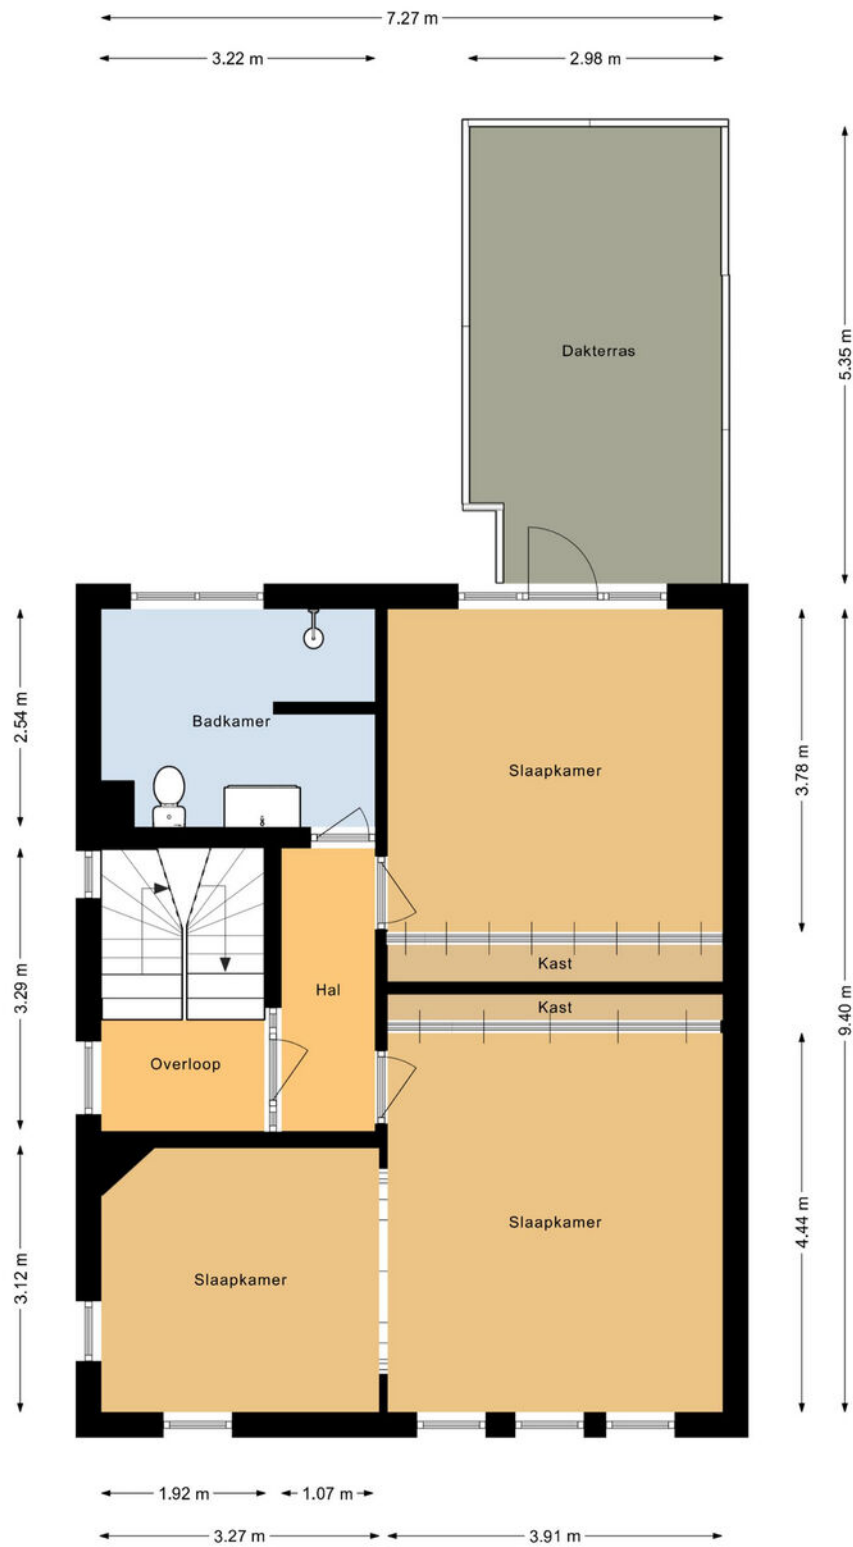 7.27 m
3.22 m
2.98 m
5.35 m
Dakterras
2.54 m
Badkamer
Slaapkamer
3.78 m
Kast
3.29 m
Hal
Kast
9.40 m
Overloop
Slaapkamer
4.44 m
3.12 m
Slaapkamer
1.92 m
1.07 m
3.27 m
3.91 m